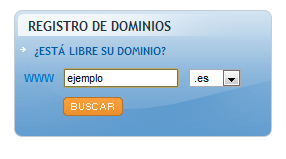 REGISTRO DE DOMINIOS
¿ESTÁ LIBRE SU DOMINIO?
WWW ejemplo .es
BUSCAR